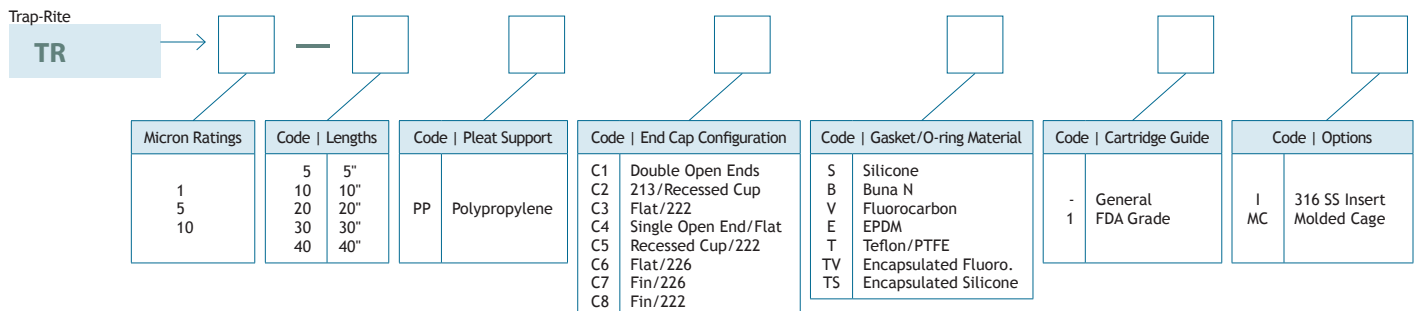 Trap-Rite
TR
—
Micron Ratings
1
5
10
Code | Lengths
5 5"
10 10"
20 20"
30 30"
40 40"
Code | Pleat Support
PP Polypropylene
Code | End Cap Configuration
C1 Double Open Ends
C2 213/Recessed Cup
C3 Flat/222
C4 Single Open End/Flat
C5 Recessed Cup/222
C6 Flat/226
C7 Fin/226
C8 Fin/222
Code | Gasket/O-ring Material
S Silicone
B Buna N
V Fluorocarbon
E EPDM
T Teflon/PTFE
TV Encapsulated Fluoro.
TS Encapsulated Silicone
Code | Cartridge Guide
- General
1 FDA Grade
Code | Options
I 316 SS Insert
MC Molded Cage